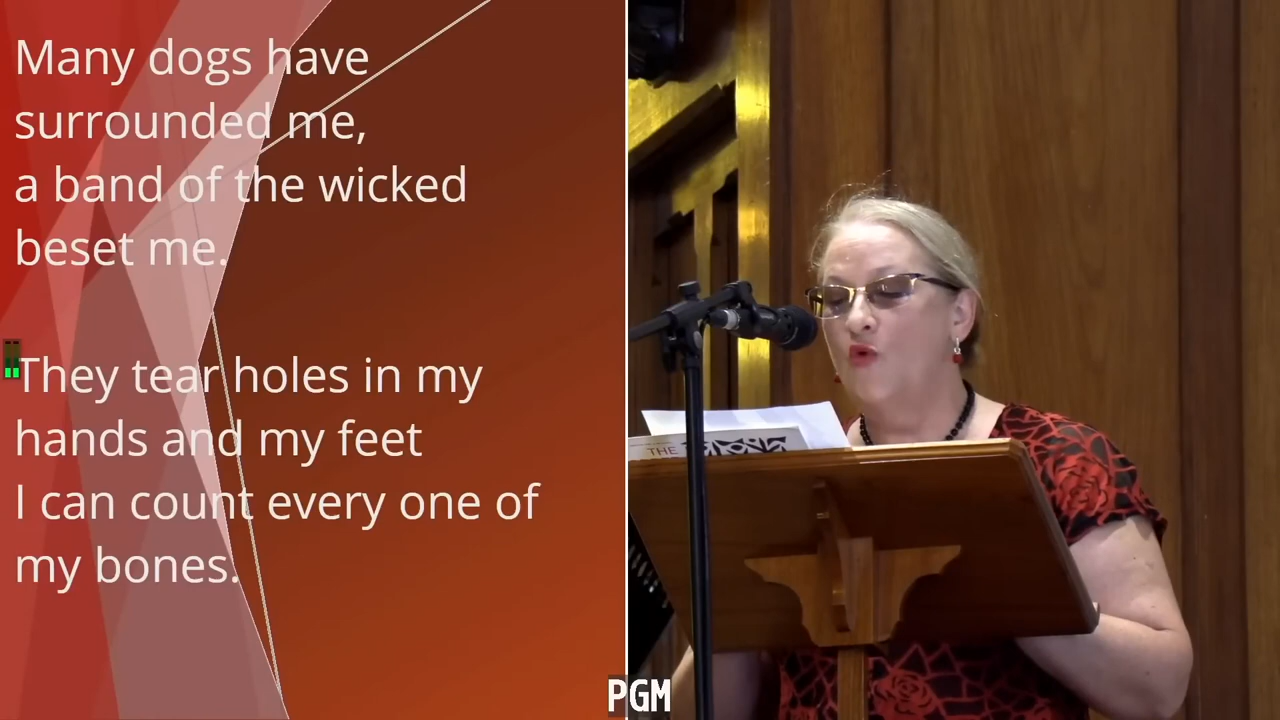 Many dogs have
surrounded me,
a band of the wicked
beset me.
They tear holes in my
hands and my feet
I can count every one of
my bones.
THE
PGM